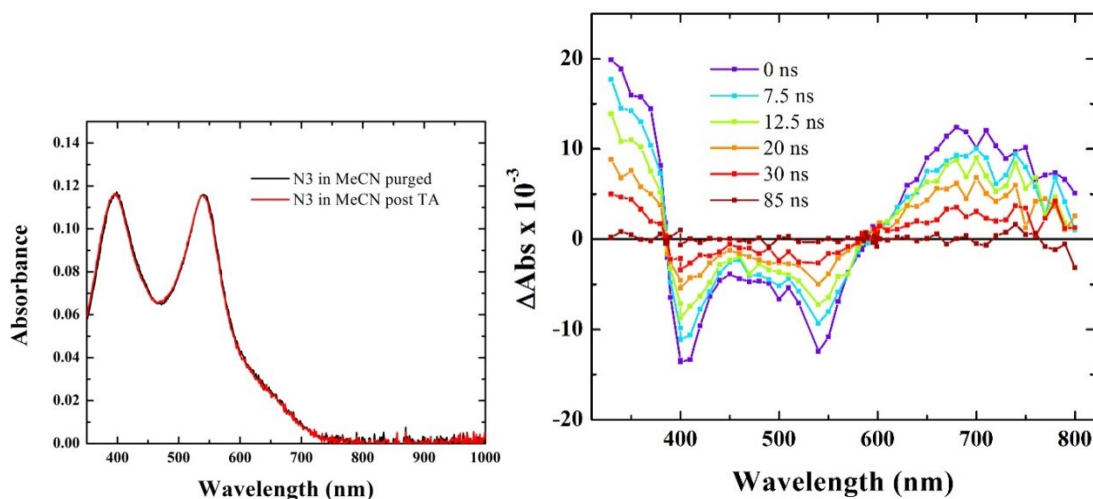 0.14
0.12
0.10
0.08
0.06
0.04
0.02
0.00
Absorbance
N3 in MeCN purged
N3 in MeCN post TA
400 500 600 700 800 900 1000
Wavelength (nm)
20
10
0
-10
-20
ΔAbs x 10⁻³
0 ns
7.5 ns
12.5 ns
20 ns
30 ns
85 ns
400 500 600 700 800
Wavelength (nm)